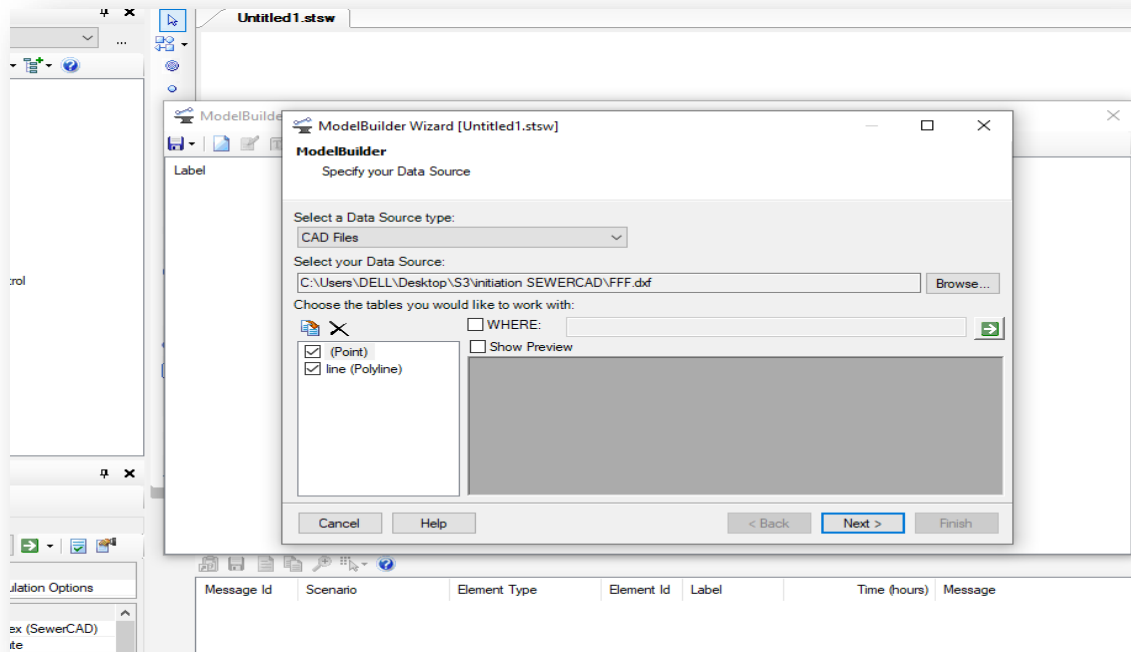 Untitled1.stsw
...
ModelBuilde
ModelBuilder Wizard [Untitled1.stsw]
ModelBuilder
Specify your Data Source
Label
Select a Data Source type:
CAD Files
Select your Data Source:
C:\Users\DELL\Desktop\S3\initiation SEWERCAD\FFF.dxf
Browse...
Choose the tables you would like to work with:
WHERE:
Show Preview
(Point)
line (Polyline)
trol
Cancel
Help
< Back
Next >
Finish
ulation Options
Message Id
Scenario
Element Type
Element Id
Label
Time (hours)
Message
ex (SewerCAD)
ite